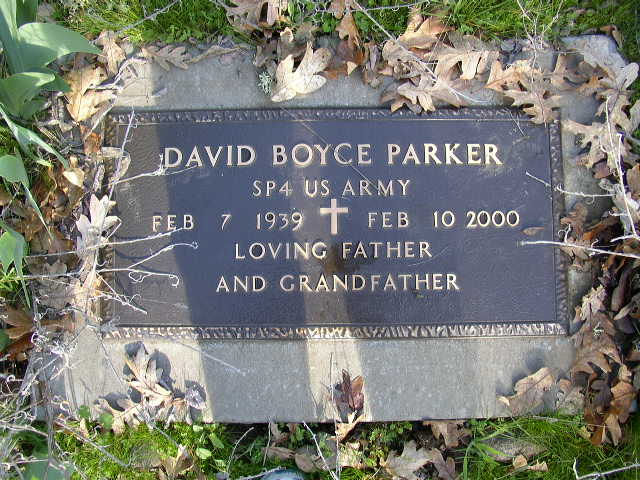 DAVID BOYCE PARKER
SP4 US ARMY
FEB 7 1939 FEB 10 2000
LOVING FATHER
AND GRANDFATHER